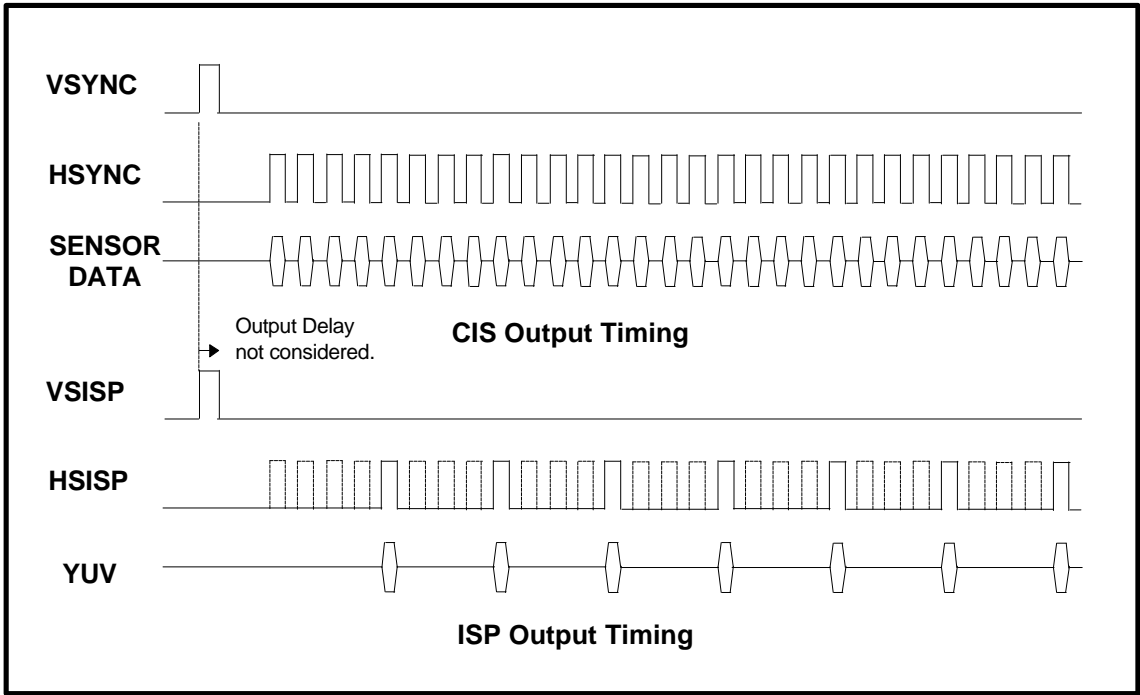 VSYNC
HSYNC
SENSOR
DATA
Output Delay
not considered.
CIS Output Timing
VSISP
HSISP
YUV
ISP Output Timing